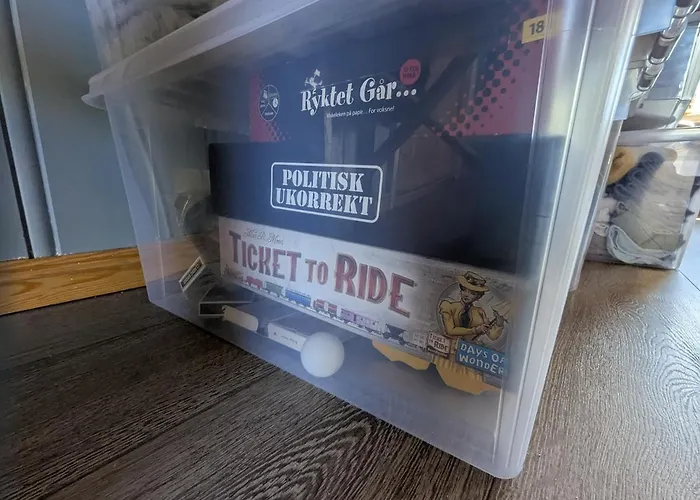 18
Ryktet Går...
POLITISK
UKORREKT
TICKET TO RIDE
DAYS OF
WONDER